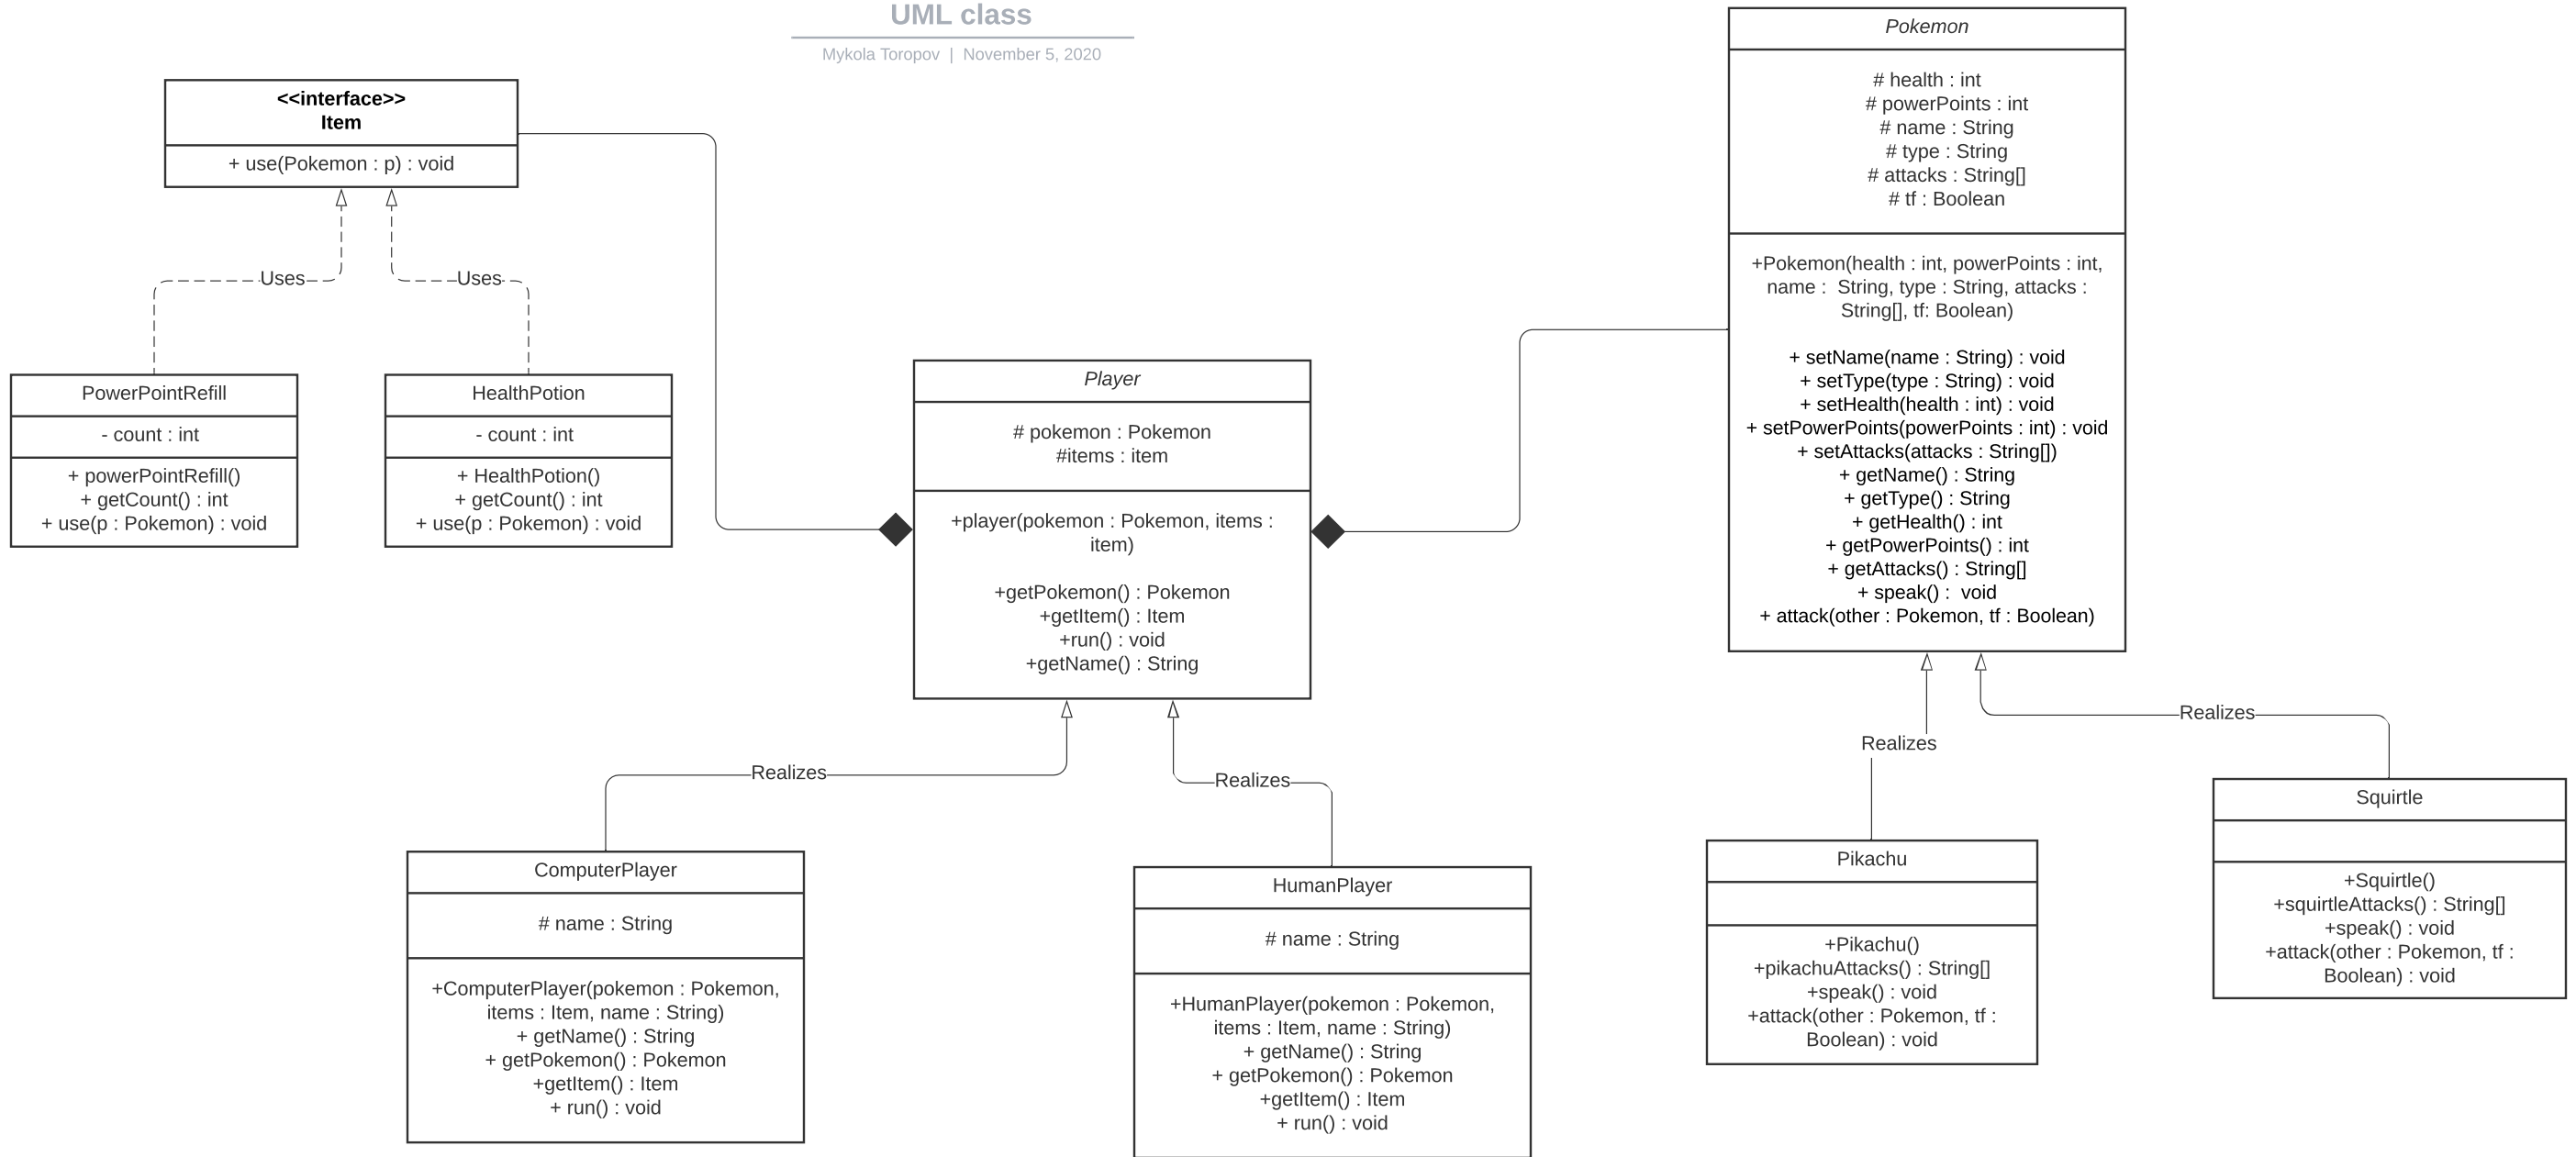 UML class
Mykola Toropov | November 5, 2020
<<interface>>
Item
+ use(Pokemon : p) : void
Uses
Uses
PowerPointRefill
- count : int
+ powerPointRefill()
+ getCount() : int
+ use(p : Pokemon) : void
HealthPotion
- count : int
+ HealthPotion()
+ getCount() : int
+ use(p : Pokemon) : void
Player
# pokemon : Pokemon
#items : item
+player(pokemon : Pokemon, items :
item)
+getPokemon() : Pokemon
+getItem() : Item
+run() : void
+getName() : String
Pokemon
# health : int
# powerPoints : int
# name : String
# type : String
# attacks : String[]
# tf : Boolean
+Pokemon(health : int, powerPoints : int,
name :  String, type : String, attacks :
String[], tf: Boolean)
+ setName(name : String) : void
+ setType(type : String) : void
+ setHealth(health : int) : void
+ setPowerPoints(powerPoints : int) : void
+ setAttacks(attacks : String[])
+ getName() : String
+ getType() : String
+ getHealth() : int
+ getPowerPoints() : int
+ getAttacks() : String[]
+ speak() :  void
+ attack(other : Pokemon, tf : Boolean)
Realizes
Realizes
Realizes
Realizes
ComputerPlayer
# name : String
+ComputerPlayer(pokemon : Pokemon,
items : Item, name : String)
+ getName() : String
+ getPokemon() : Pokemon
+getItem() : Item
+ run() : void
HumanPlayer
# name : String
+HumanPlayer(pokemon : Pokemon,
items : Item, name : String)
+ getName() : String
+ getPokemon() : Pokemon
+getItem() : Item
+ run() : void
Pikachu
+Pikachu()
+pikachuAttacks() : String[]
+speak() : void
+attack(other : Pokemon, tf :
Boolean) : void
Squirtle
+Squirtle()
+squirtleAttacks() : String[]
+speak() : void
+attack(other : Pokemon, tf :
Boolean) : void